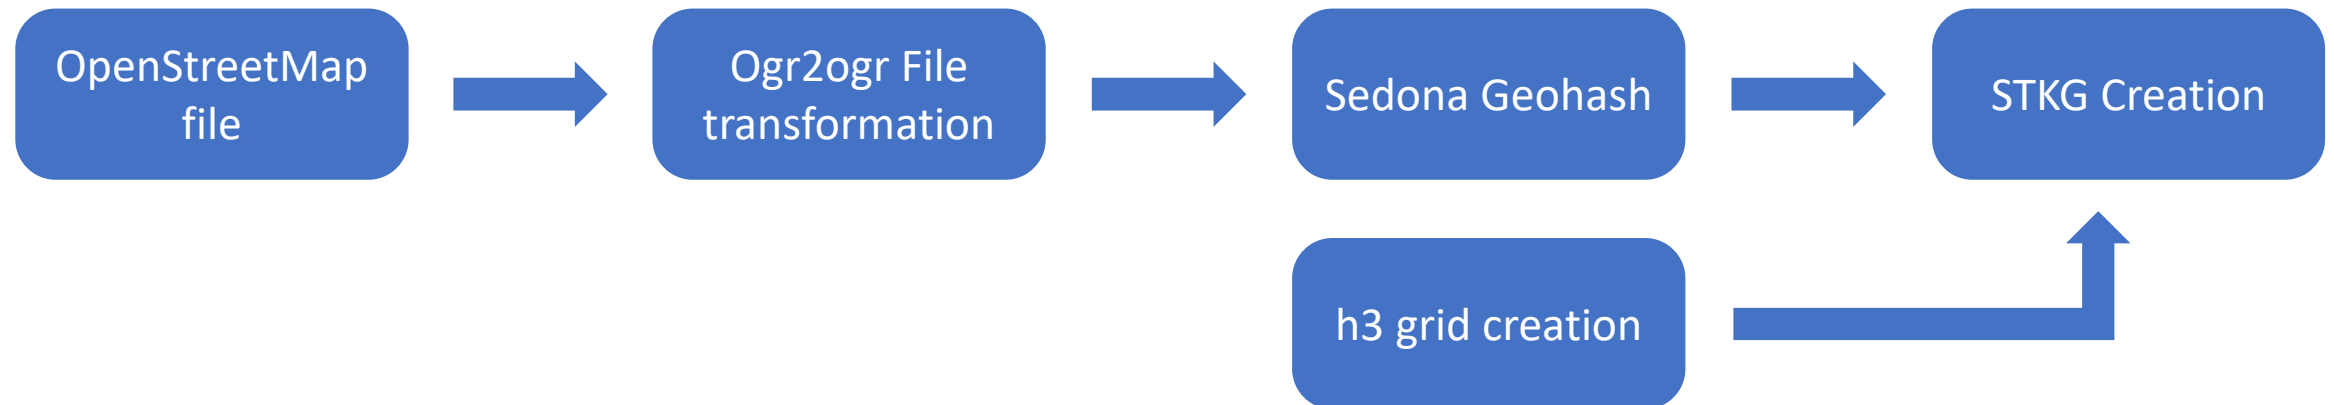 OpenStreetMap
file
Ogr2ogr File
transformation
Sedona Geohash
STKG Creation
h3 grid creation